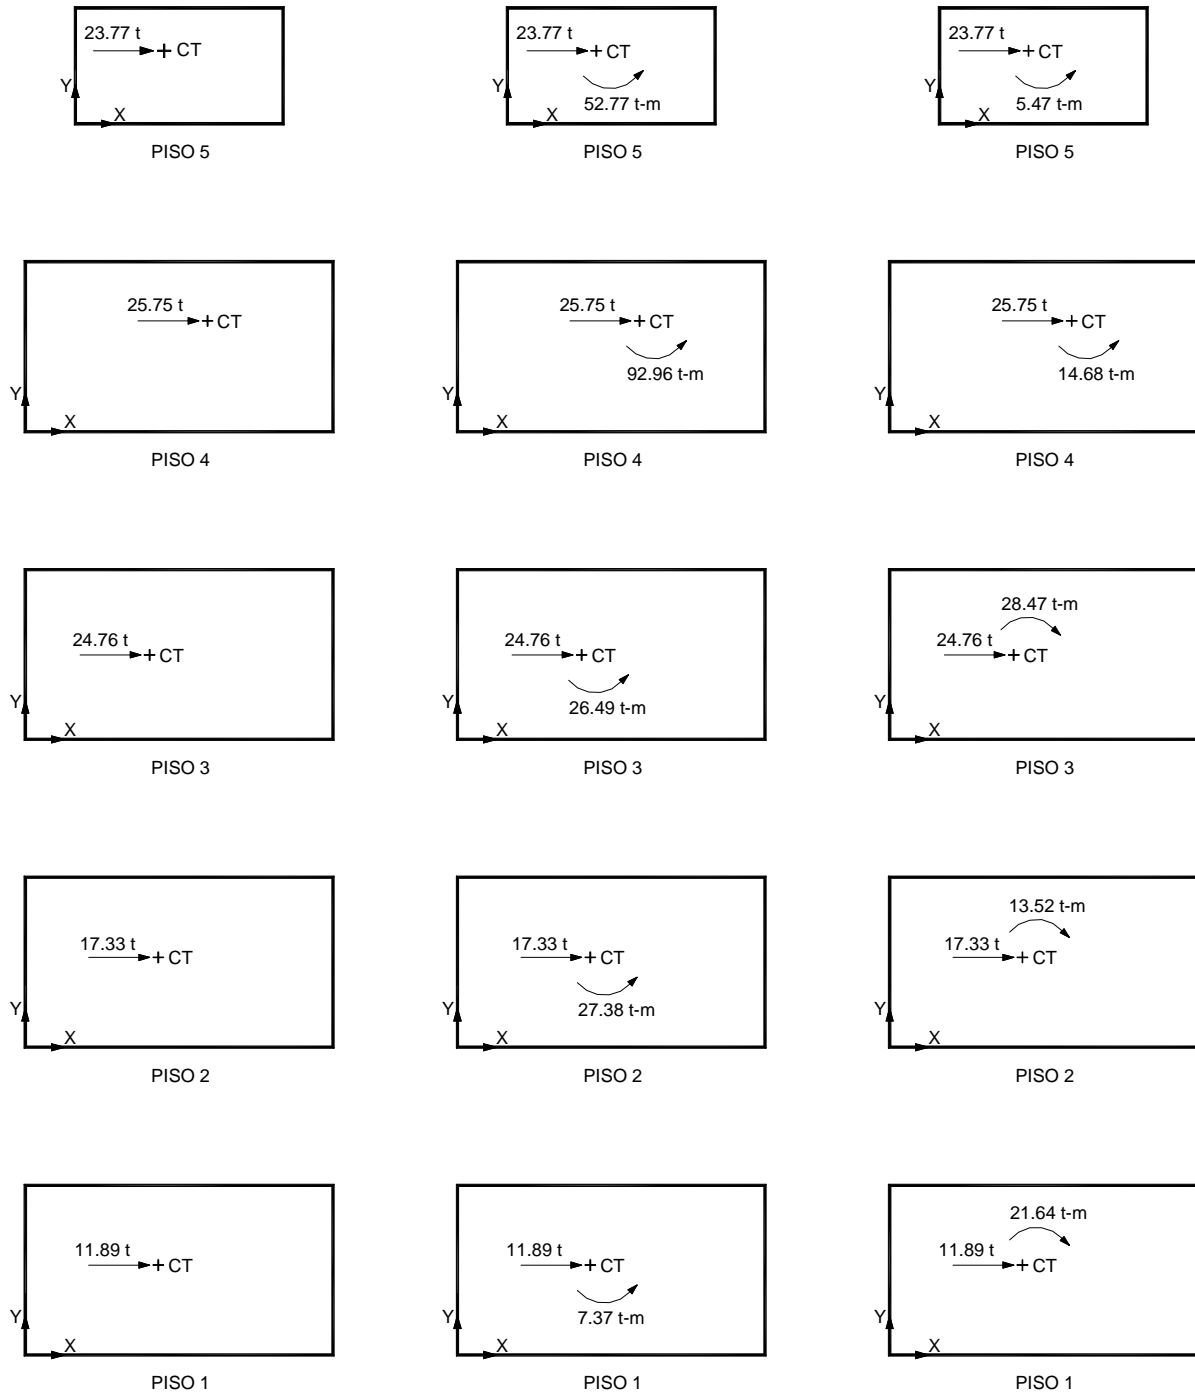 23.77 t
CT
Y
X
PISO 5
23.77 t
CT
52.77 t-m
Y
X
PISO 5
23.77 t
CT
5.47 t-m
Y
X
PISO 5
25.75 t
CT
Y
X
PISO 4
25.75 t
CT
92.96 t-m
Y
X
PISO 4
25.75 t
CT
14.68 t-m
Y
X
PISO 4
24.76 t
CT
Y
X
PISO 3
24.76 t
CT
26.49 t-m
Y
X
PISO 3
28.47 t-m
24.76 t
CT
Y
X
PISO 3
17.33 t
CT
Y
X
PISO 2
17.33 t
CT
27.38 t-m
Y
X
PISO 2
13.52 t-m
17.33 t
CT
Y
X
PISO 2
11.89 t
CT
Y
X
PISO 1
11.89 t
CT
7.37 t-m
Y
X
PISO 1
21.64 t-m
11.89 t
CT
Y
X
PISO 1